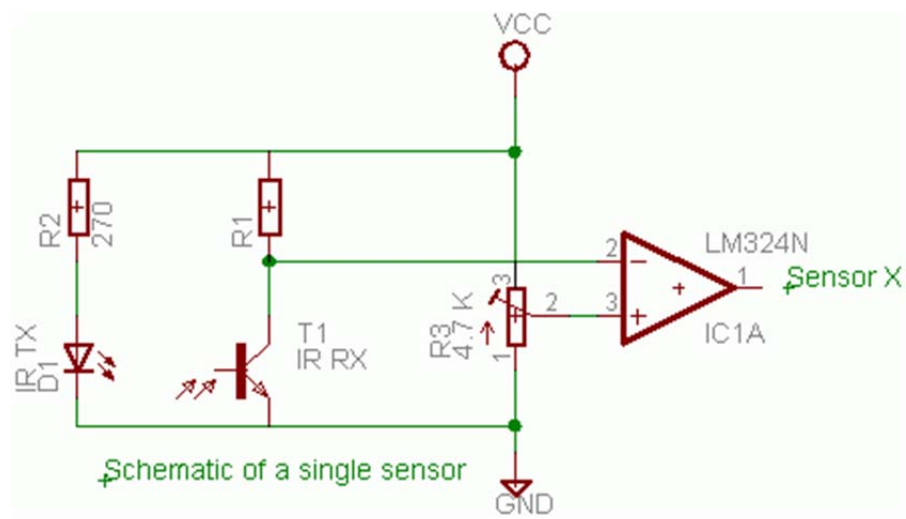 VCC
R2
270
R1
2
LM324N
1
Sensor X
3
R3
4.7 K
2
3
1
IC1A
IR TX
D1
T1
IR RX
Schematic of a single sensor
GND